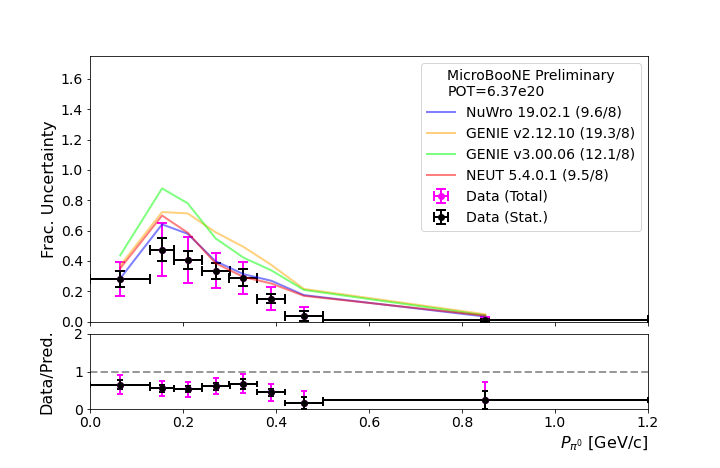 MicroBooNE Preliminary
POT=6.37e20
NuWro 19.02.1 (9.6/8)
GENIE v2.12.10 (19.3/8)
GENIE v3.00.06 (12.1/8)
NEUT 5.4.0.1 (9.5/8)
Data (Total)
Data (Stat.)
Frac. Uncertainty
1.6
1.4
1.2
1.0
0.8
0.6
0.4
0.2
0.0
Data/Pred.
2
1
0
0.0 0.2 0.4 0.6 0.8 1.0 1.2
P_{π^0} [GeV/c]